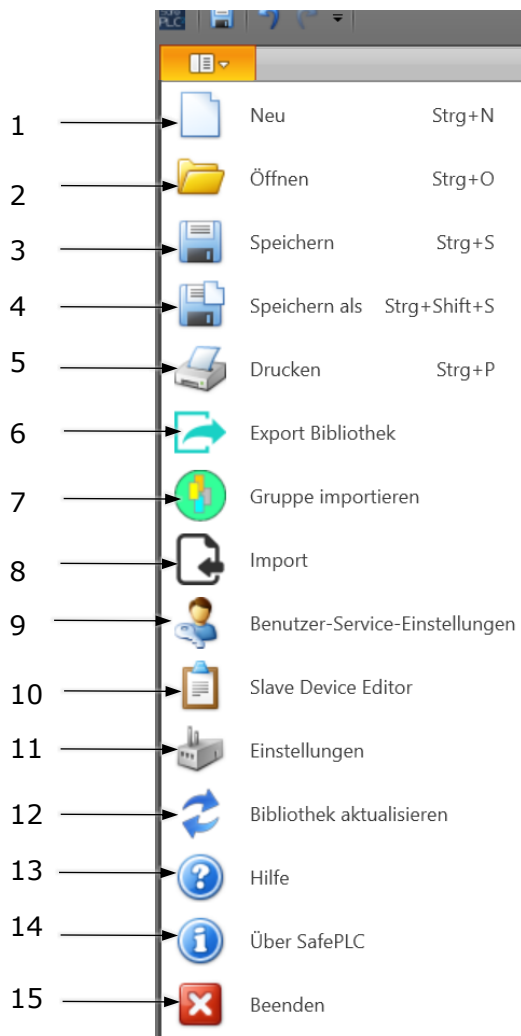 PLC
1 Neu Strg+N
2 Öffnen Strg+O
3 Speichern Strg+S
4 Speichern als Strg+Shift+S
5 Drucken Strg+P
6 Export Bibliothek
7 Gruppe importieren
8 Import
9 Benutzer-Service-Einstellungen
10 Slave Device Editor
11 Einstellungen
12 Bibliothek aktualisieren
13 Hilfe
14 Über SafePLC
15 Beenden